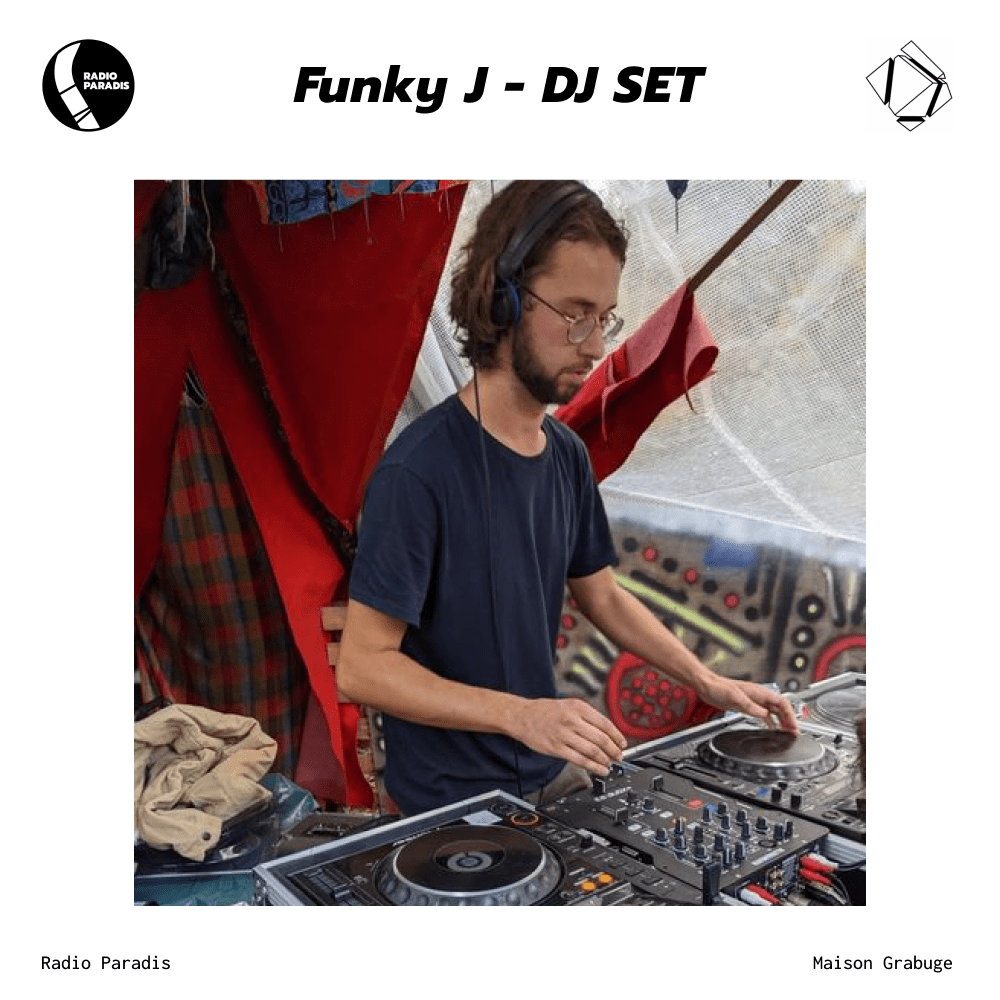 RADIO
PARADIS
Funky J - DJ SET
Radio Paradis
Maison Grabuge